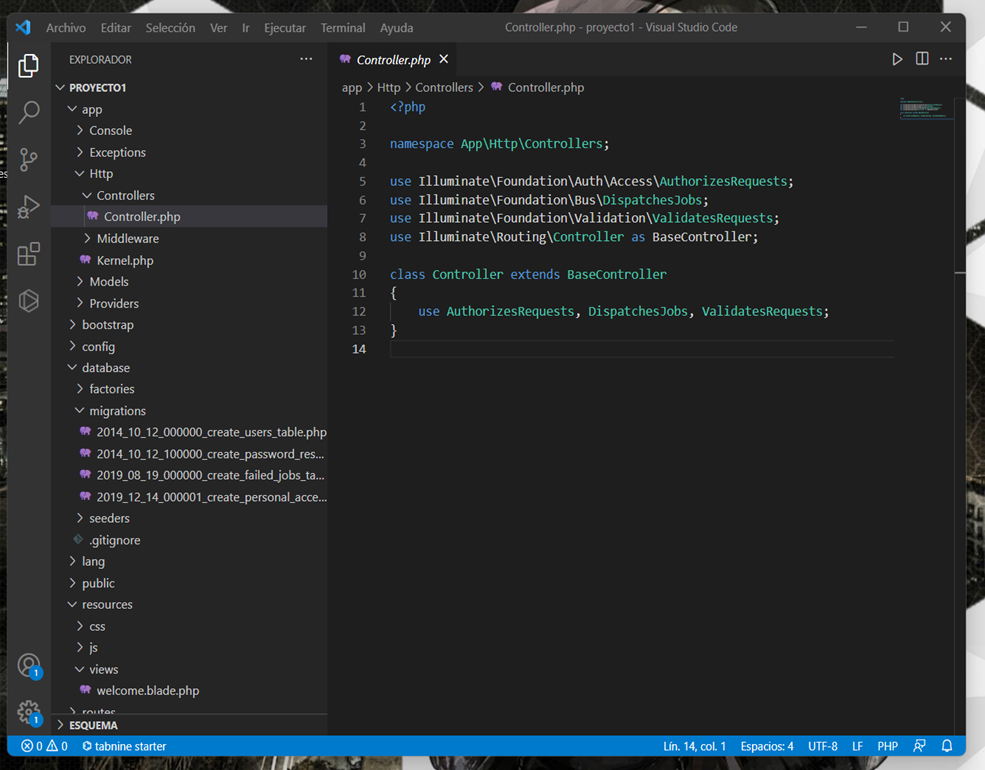 Archivo Editar Selección Ver Ir Ejecutar Terminal Ayuda Controller.php - proyecto1 - Visual Studio Code
EXPLORADOR
PROYECTO1
app
Console
Exceptions
Http
Controllers
Controller.php
Middleware
Kernel.php
Models
Providers
bootstrap
config
database
factories
migrations
2014_10_12_000000_create_users_table.php
2014_10_12_100000_create_password_res...
2019_08_19_000000_create_failed_jobs_ta...
2019_12_14_000001_create_personal_acce...
seeders
.gitignore
lang
public
resources
css
js
views
welcome.blade.php
routes
ESQUEMA
Controller.php
app > Http > Controllers > Controller.php
1 <?php
2
3 namespace App\Http\Controllers;
4
5 use Illuminate\Foundation\Auth\Access\AuthorizesRequests;
6 use Illuminate\Foundation\Bus\DispatchesJobs;
7 use Illuminate\Foundation\Validation\ValidatesRequests;
8 use Illuminate\Routing\Controller as BaseController;
9
10 class Controller extends BaseController
11 {
12 use AuthorizesRequests, DispatchesJobs, ValidatesRequests;
13 }
14
1
1
0 0 tabnine starter Lín. 14, col. 1 Espacios: 4 UTF-8 LF PHP